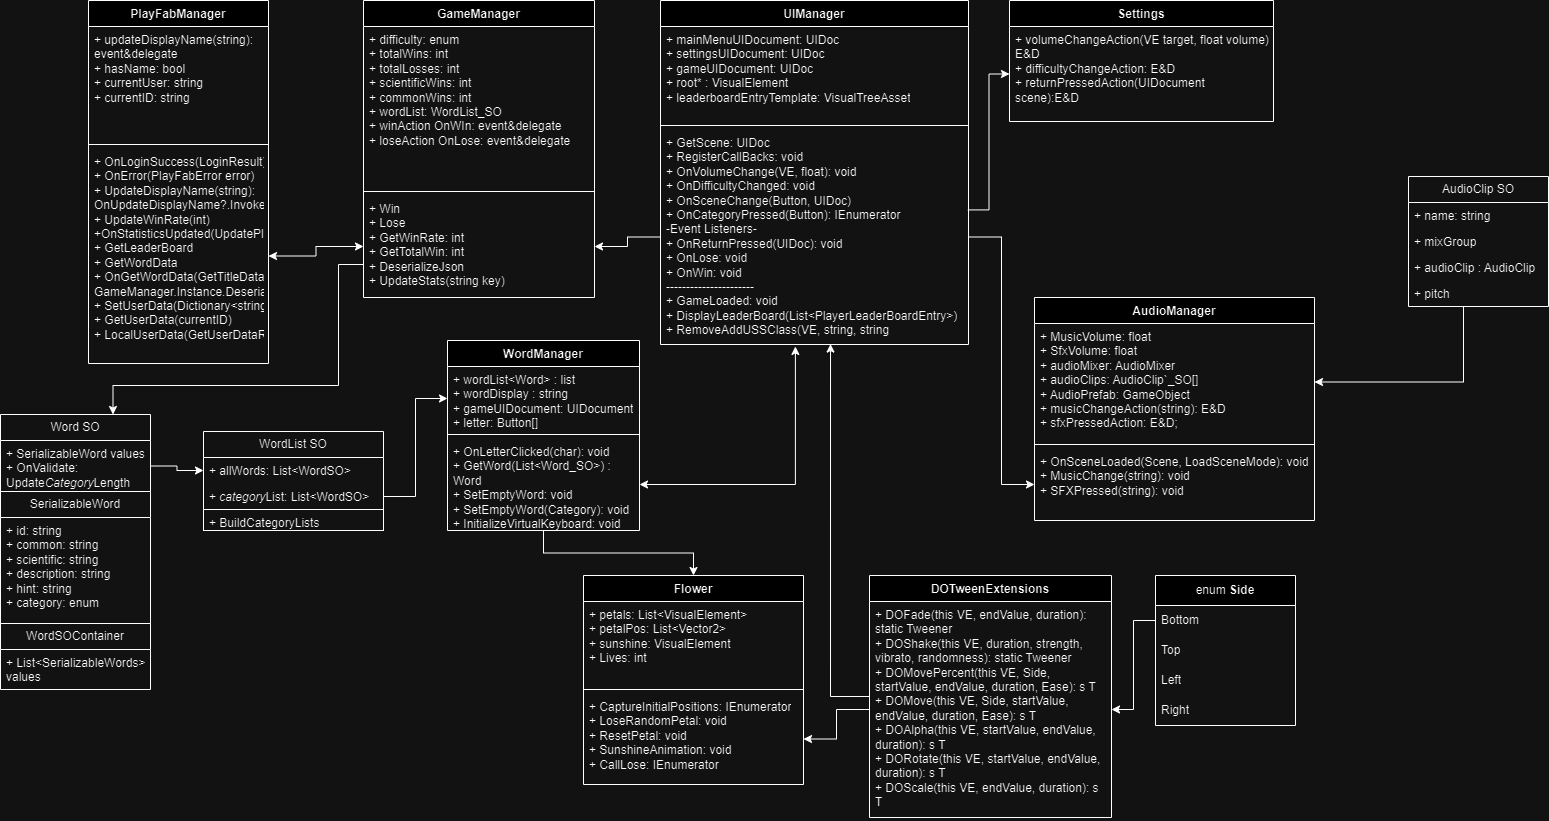 PlayFabManager
+ updateDisplayName(string):
event&delegate
+ hasName: bool
+ currentUser: string
+ currentID: string
+ OnLoginSuccess(LoginResult
+ OnError(PlayFabError error)
+ UpdateDisplayName(string):
OnUpdateDisplayName?.Invoke
+ UpdateWinRate(int)
+OnStatisticsUpdated(UpdatePl
+ GetLeaderBoard
+ GetWordData
+ OnGetWordData(GetTitleData
GameManager.Instance.Deseria
+ SetUserData(Dictionary<string
+ GetUserData(currentID)
+ LocalUserData(GetUserDataR
GameManager
+ difficulty: enum
+ totalWins: int
+ totalLosses: int
+ scientificWins: int
+ commonWins: int
+ wordList: WordList_SO
+ winAction OnWIn: event&delegate
+ loseAction OnLose: event&delegate
+ Win
+ Lose
+ GetWinRate: int
+ GetTotalWin: int
+ DeserializeJson
+ UpdateStats(string key)
UIManager
+ mainMenuUIDocument: UIDoc
+ settingsUIDocument: UIDoc
+ gameUIDocument: UIDoc
+ root* : VisualElement
+ leaderboardEntryTemplate: VisualTreeAsset
+ GetScene: UIDoc
+ RegisterCallBacks: void
+ OnVolumeChange(VE, float): void
+ OnDifficultyChanged: void
+ OnSceneChange(Button, UIDoc)
+ OnCategoryPressed(Button): IEnumerator
-Event Listeners-
+ OnReturnPressed(UIDoc): void
+ OnLose: void
+ OnWin: void
----------------------
+ GameLoaded: void
+ DisplayLeaderBoard(List<PlayerLeaderBoardEntry>)
+ RemoveAddUSSClass(VE, string, string
Settings
+ volumeChangeAction(VE target, float volume)
E&D
+ difficultyChangeAction: E&D
+ returnPressedAction(UIDocument
scene):E&D
AudioClip SO
+ name: string
+ mixGroup
+ audioClip : AudioClip
+ pitch
AudioManager
+ MusicVolume: float
+ SfxVolume: float
+ audioMixer: AudioMixer
+ audioClips: AudioClip`_SO[]
+ AudioPrefab: GameObject
+ musicChangeAction(string): E&D
+ sfxPressedAction: E&D;
+ OnSceneLoaded(Scene, LoadSceneMode): void
+ MusicChange(string): void
+ SFXPressed(string): void
WordManager
+ wordList<Word> : list
+ wordDisplay : string
+ gameUIDocument: UIDocument
+ letter: Button[]
+ OnLetterClicked(char): void
+ GetWord(List<Word_SO>) :
Word
+ SetEmptyWord: void
+ SetEmptyWord(Category): void
+ InitializeVirtualKeyboard: void
Word SO
+ SerializableWord values
+ OnValidate:
UpdateCategoryLength
SerializableWord
+ id: string
+ common: string
+ scientific: string
+ description: string
+ hint: string
+ category: enum
WordSOContainer
+ List<SerializableWords>
values
WordList SO
+ allWords: List<WordSO>
+ categoryList: List<WordSO>
+ BuildCategoryLists
Flower
+ petals: List<VisualElement>
+ petalPos: List<Vector2>
+ sunshine: VisualElement
+ Lives: int
+ CaptureInitialPositions: IEnumerator
+ LoseRandomPetal: void
+ ResetPetal: void
+ SunshineAnimation: void
+ CallLose: IEnumerator
DOTweenExtensions
+ DOFade(this VE, endValue, duration):
static Tweener
+ DOShake(this VE, duration, strength,
vibrato, randomness): static Tweener
+ DOMovePercent(this VE, Side,
startValue, endValue, duration, Ease): s T
+ DOMove(this VE, Side, startValue,
endValue, duration, Ease): s T
+ DOAlpha(this VE, startValue, endValue,
duration): s T
+ DORotate(this VE, startValue, endValue,
duration): s T
+ DOScale(this VE, endValue, duration): s
T
enum Side
Bottom
Top
Left
Right